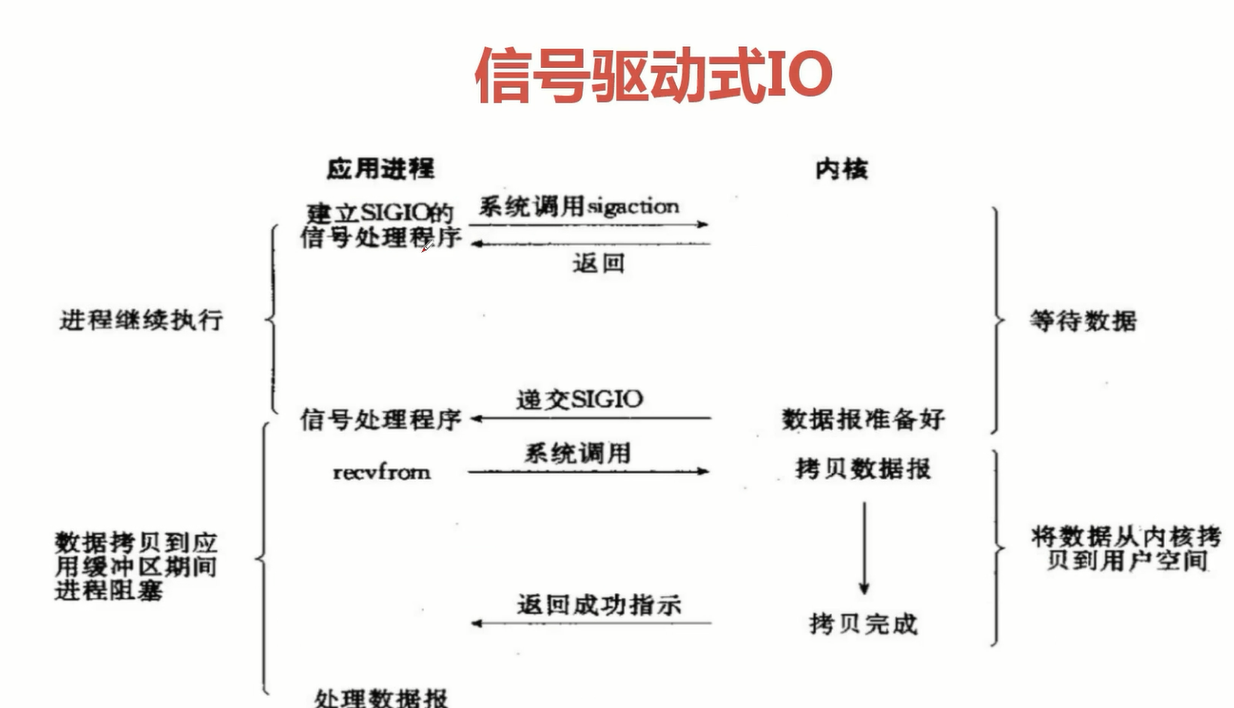 信号驱动式IO
应用进程
内核
建立SIGIO的
信号处理程序
系统调用sigaction
返回
进程继续执行
等待数据
递交SIGIO
信号处理程序
数据报准备好
系统调用
recvfrom
拷贝数据报
数据拷贝到应
用缓冲区期间
进程阻塞
将数据从内核拷
贝到用户空间
返回成功指示
拷贝完成
处理数据报